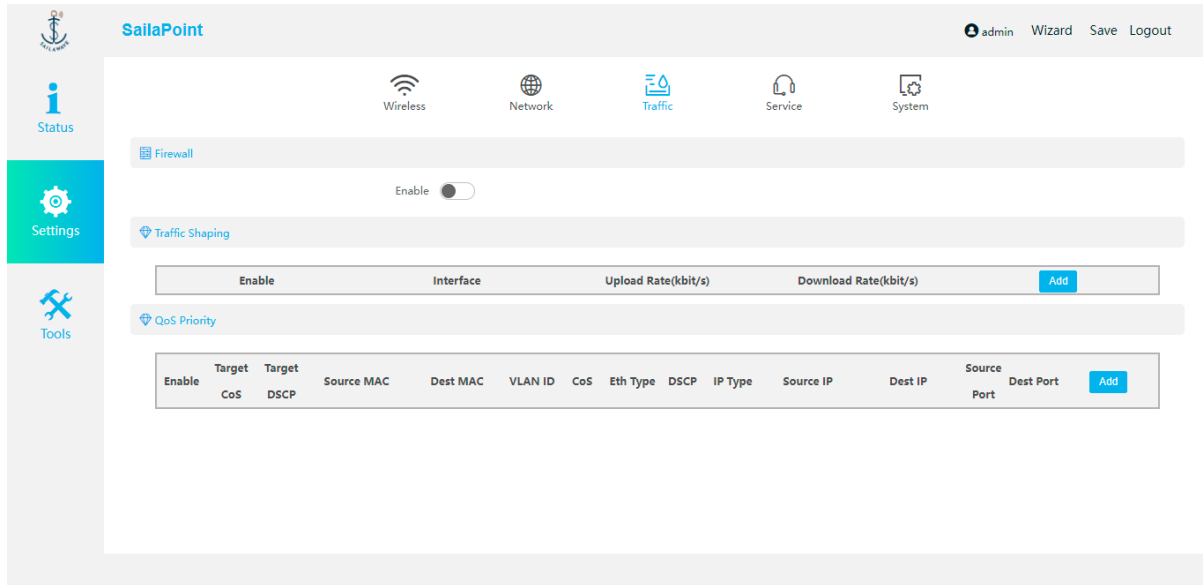 SAILAWAYS
SailaPoint
admin Wizard Save Logout
Status
Settings
Tools
Wireless Network Traffic Service System
Firewall
Enable
Traffic Shaping
Enable Interface Upload Rate(kbit/s) Download Rate(kbit/s) Add
QoS Priority
Enable Target CoS Target DSCP Source MAC Dest MAC VLAN ID CoS Eth Type DSCP IP Type Source IP Dest IP Source Port Dest Port Add